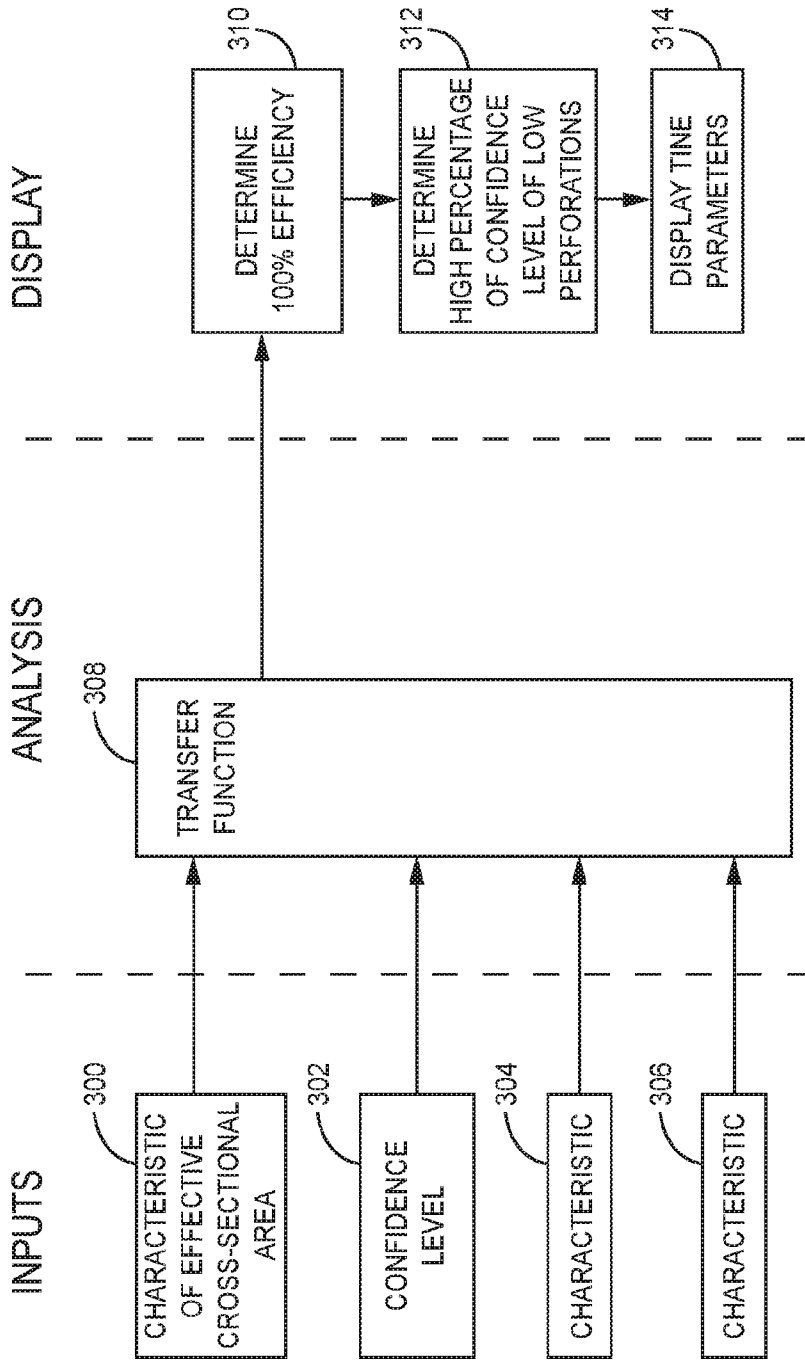 INPUTS
ANALYSIS
DISPLAY
300
CHARACTERISTIC
OF EFFECTIVE
CROSS-SECTIONAL
AREA
302
CONFIDENCE
LEVEL
304
CHARACTERISTIC
306
CHARACTERISTIC
308
TRANSFER
FUNCTION
310
DETERMINE
100% EFFICIENCY
312
DETERMINE
HIGH PERCENTAGE
OF CONFIDENCE
LEVEL OF LOW
PERFORATIONS
314
DISPLAY TINE
PARAMETERS